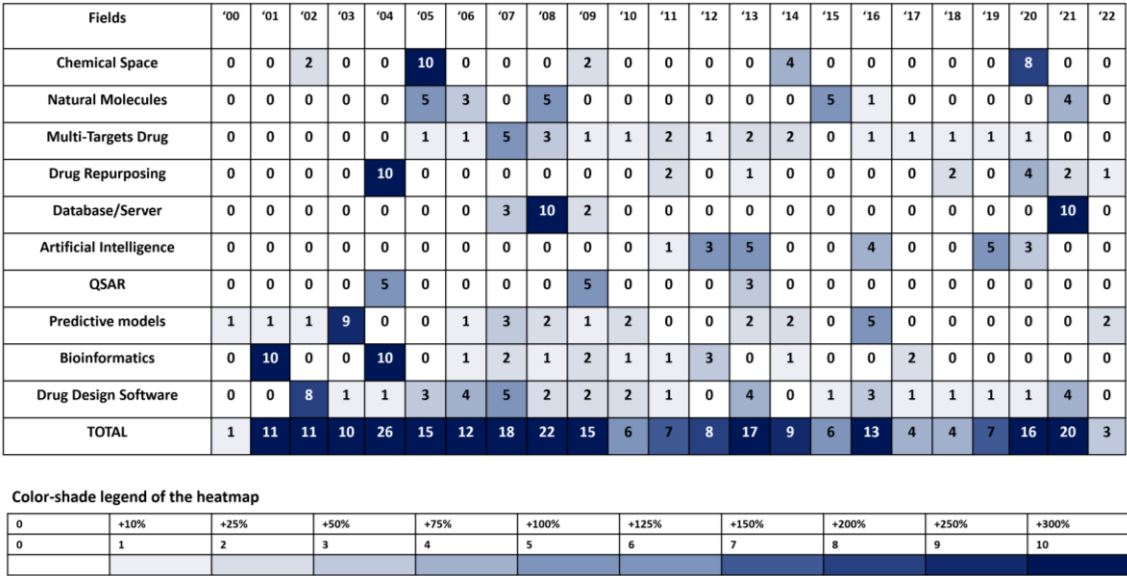 Fields ‘00 ‘01 ‘02 ‘03 ‘04 ‘05 ‘06 ‘07 ‘08 ‘09 ‘10 ‘11 ‘12 ‘13 ‘14 ‘15 ‘16 ‘17 ‘18 ‘19 ‘20 ‘21 ‘22
Chemical Space 0 0 2 0 0 10 0 0 0 2 0 0 0 0 4 0 0 0 0 0 8 0 0
Natural Molecules 0 0 0 0 0 5 3 0 5 0 0 0 0 0 0 5 1 0 0 0 0 4 0
Multi-Targets Drug 0 0 0 0 0 1 1 5 3 1 1 2 1 2 2 0 1 1 1 1 1 0 0
Drug Repurposing 0 0 0 0 10 0 0 0 0 0 0 2 0 1 0 0 0 0 2 0 4 2 1
Database/Server 0 0 0 0 0 0 0 3 10 2 0 0 0 0 0 0 0 0 0 0 0 10 0
Artificial Intelligence 0 0 0 0 0 0 0 0 0 0 0 1 3 5 0 0 4 0 0 5 3 0 0
QSAR 0 0 0 0 5 0 0 0 0 5 0 0 0 3 0 0 0 0 0 0 0 0 0
Predictive models 1 1 1 9 0 0 1 3 2 1 2 0 0 2 2 0 5 0 0 0 0 0 2
Bioinformatics 0 10 0 0 10 0 1 2 1 2 1 1 3 0 1 0 0 2 0 0 0 0 0
Drug Design Software 0 0 8 1 1 3 4 5 2 2 2 1 0 4 0 1 3 1 1 1 1 4 0
TOTAL 1 11 11 10 26 15 12 18 22 15 6 7 8 17 9 6 13 4 4 7 16 20 3
Color-shade legend of the heatmap
0 +10% +25% +50% +75% +100% +125% +150% +200% +250% +300%
0 1 2 3 4 5 6 7 8 9 10